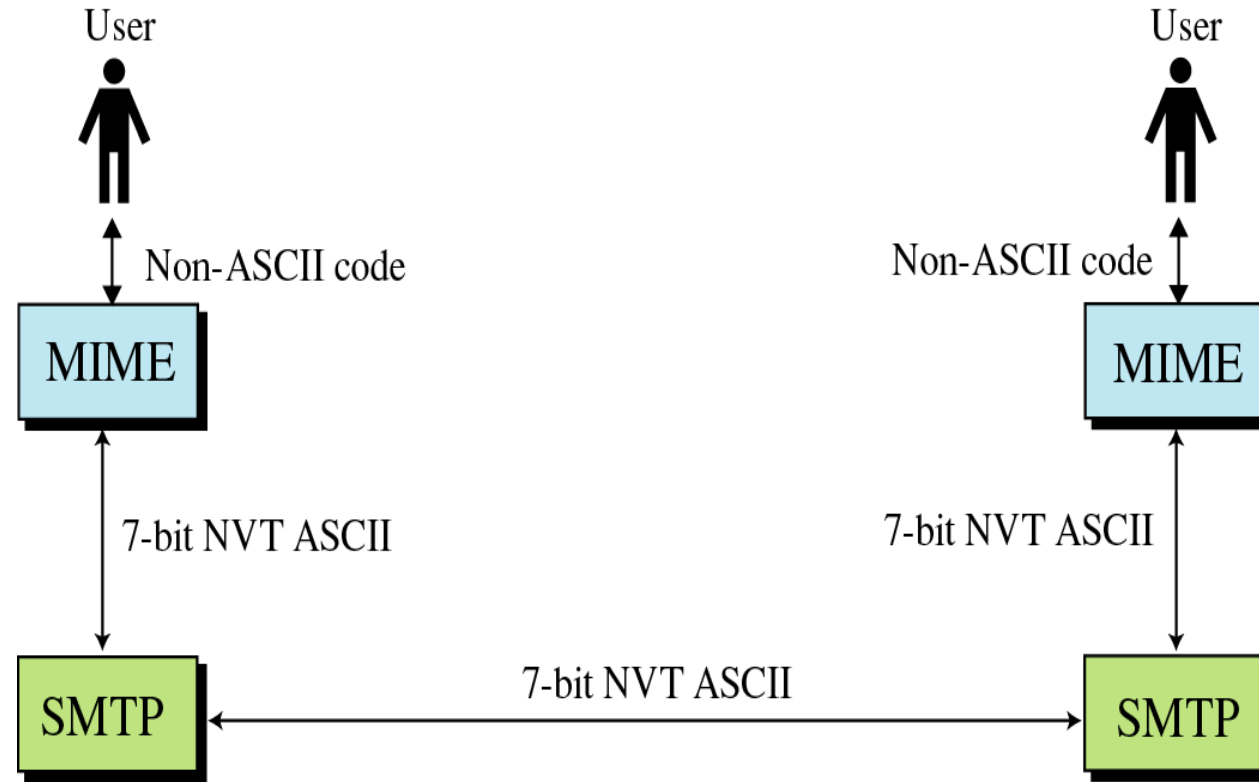 User
User
Non-ASCII code
Non-ASCII code
MIME
MIME
7-bit NVT ASCII
7-bit NVT ASCII
7-bit NVT ASCII
SMTP
SMTP